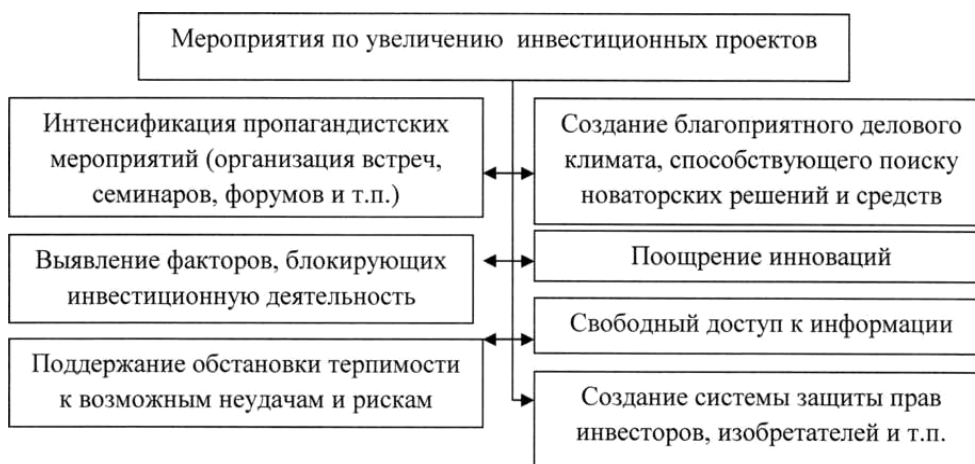 Мероприятия по увеличению инвестиционных проектов
Интенсификация пропагандистских
мероприятий (организация встреч,
семинаров, форумов и т.п.)
Создание благоприятного делового
климата, способствующего поиску
новаторских решений и средств
Выявление факторов, блокирующих
инвестиционную деятельность
Поощрение инноваций
Свободный доступ к информации
Поддержание обстановки терпимости
к возможным неудачам и рискам
Создание системы защиты прав
инвесторов, изобретателей и т.п.